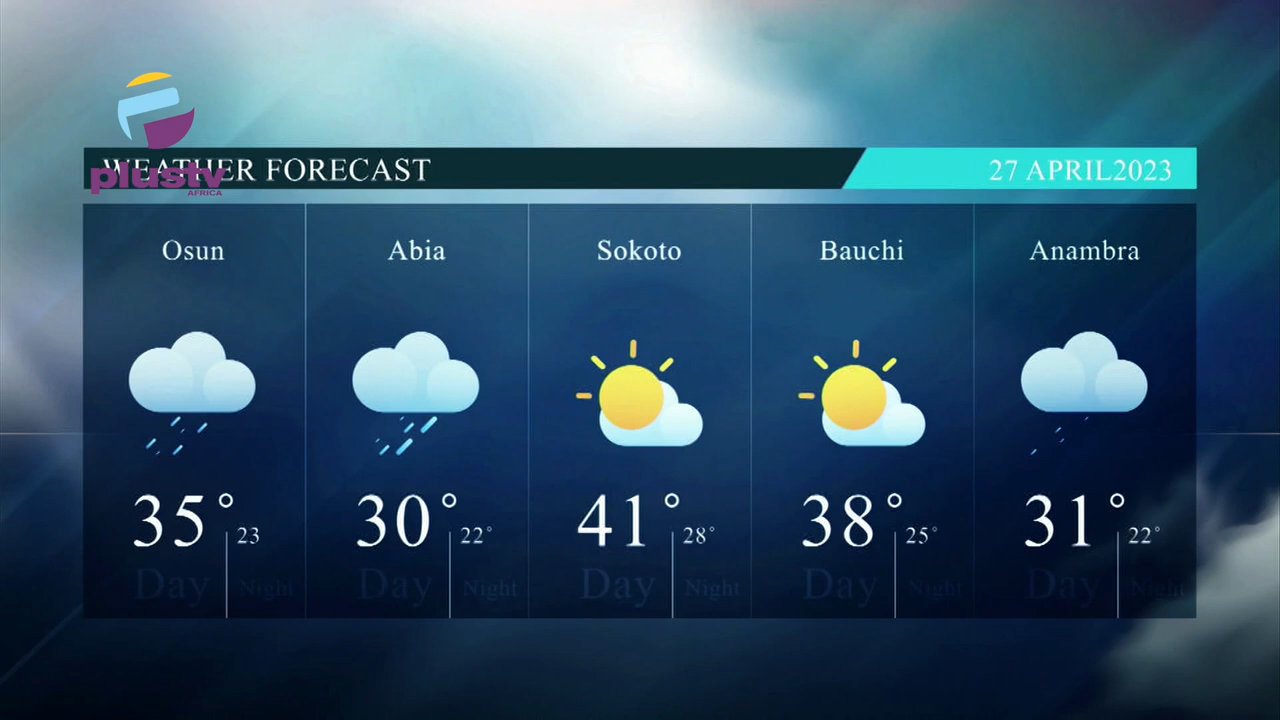 plustv
AFRICA
WEATHER FORECAST
27 APRIL2023
Osun
Abia
Sokoto
Bauchi
Anambra
35° 23
30° 22°
41° 28°
38° 25°
31° 22°
Day Night
Day Night
Day Night
Day Night
Day Night